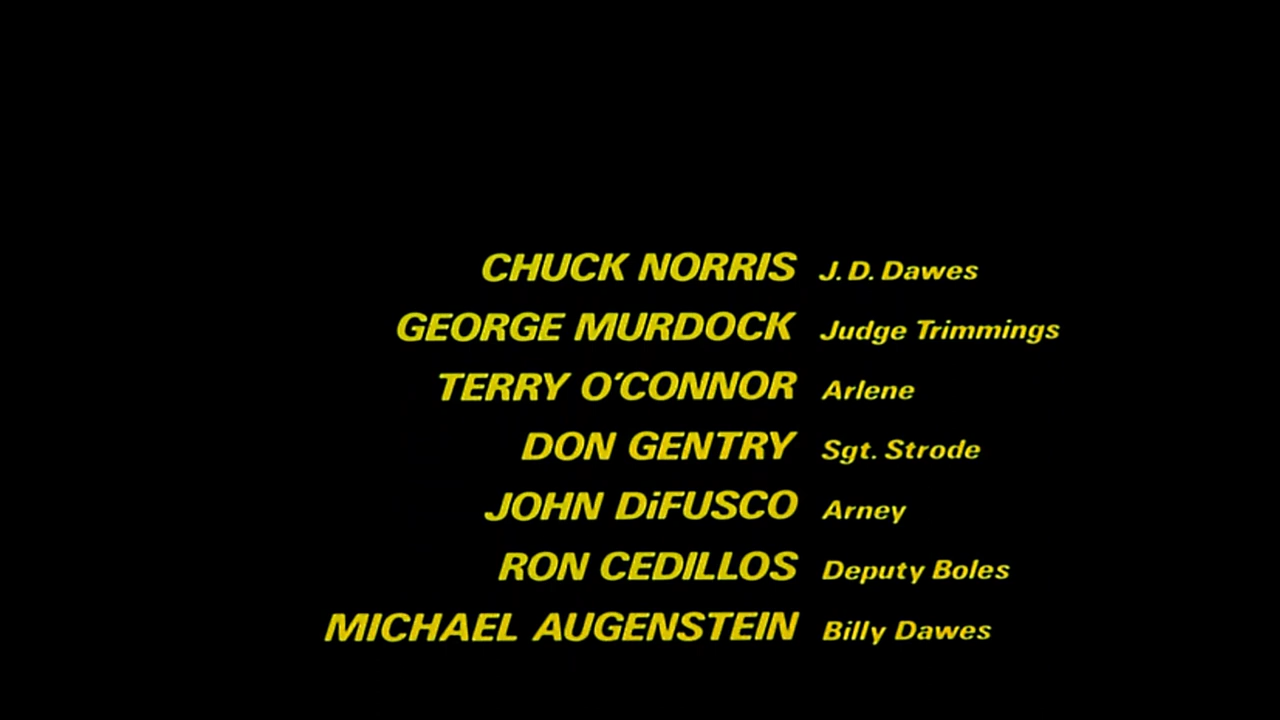 CHUCK NORRIS J. D. Dawes
GEORGE MURDOCK Judge Trimmings
TERRY O'CONNOR Arlene
DON GENTRY Sgt. Strode
JOHN DiFUSCO Arney
RON CEDILLOS Deputy Boles
MICHAEL AUGENSTEIN Billy Dawes